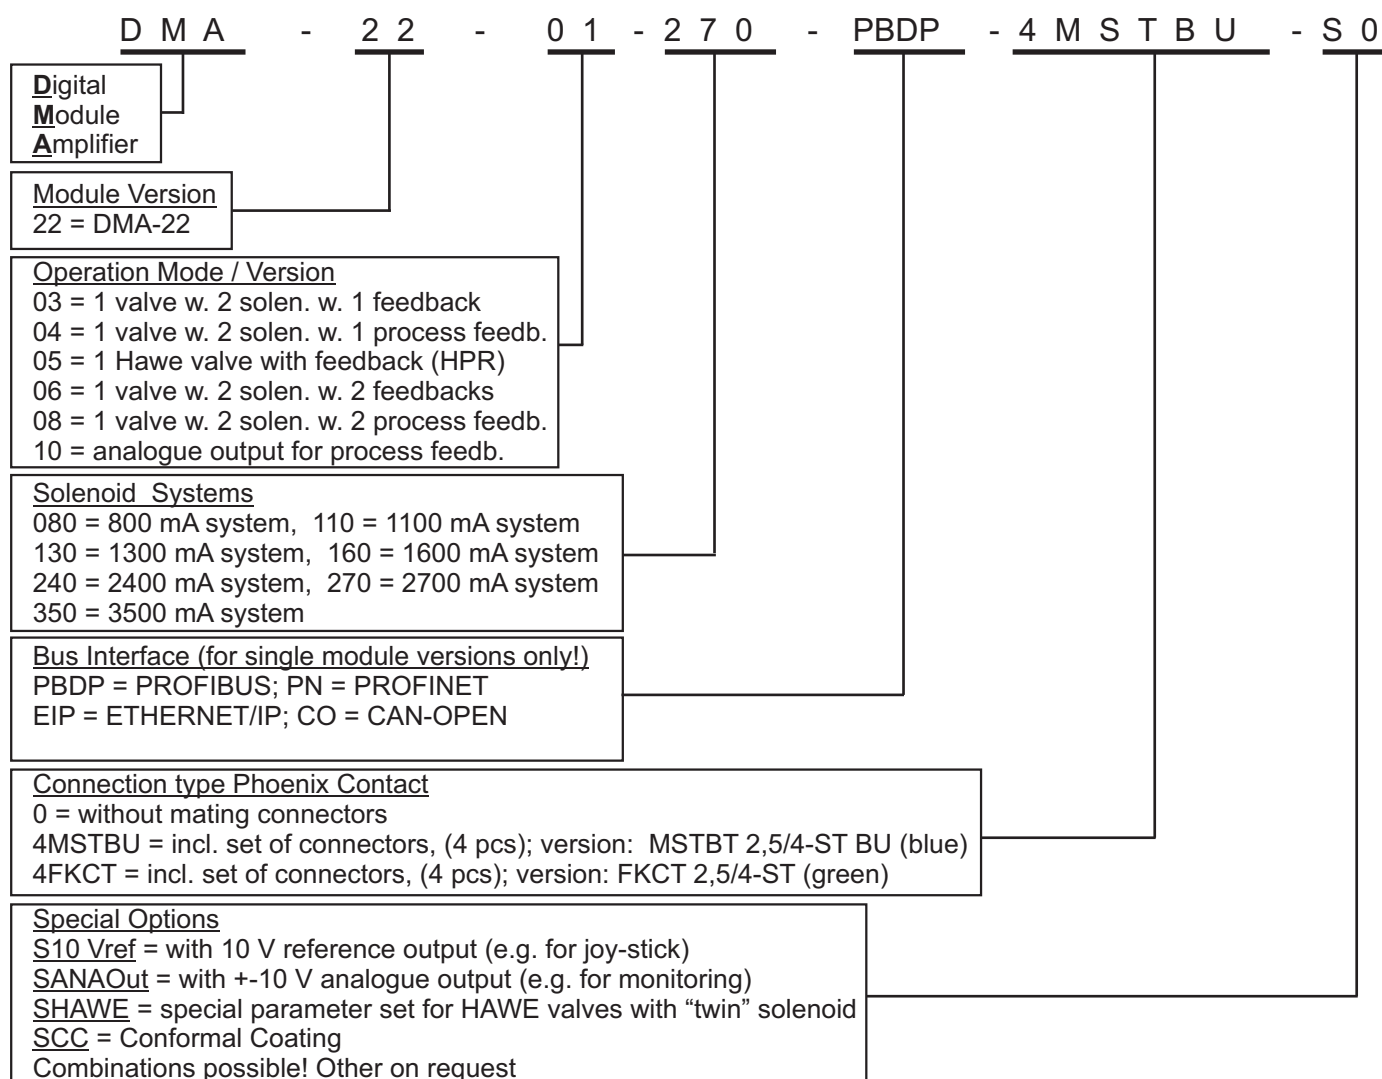 DMA - 22 - 01 - 270 - PBDP - 4MSTBU - S0
Digital
Module
Amplifier
Module Version
22 = DMA-22
Operation Mode / Version
03 = 1 valve w. 2 solen. w. 1 feedback
04 = 1 valve w. 2 solen. w. 1 process feedb.
05 = 1 Hawe valve with feedback (HPR)
06 = 1 valve w. 2 solen. w. 2 feedbacks
08 = 1 valve w. 2 solen. w. 2 process feedb.
10 = analogue output for process feedb.
Solenoid Systems
080 = 800 mA system, 110 = 1100 mA system
130 = 1300 mA system, 160 = 1600 mA system
240 = 2400 mA system, 270 = 2700 mA system
350 = 3500 mA system
Bus Interface (for single module versions only!)
PBDP = PROFIBUS; PN = PROFINET
EIP = ETHERNET/IP; CO = CAN-OPEN
Connection type Phoenix Contact
0 = without mating connectors
4MSTBU = incl. set of connectors, (4 pcs); version: MSTBT 2,5/4-ST BU (blue)
4FKCT = incl. set of connectors, (4 pcs); version: FKCT 2,5/4-ST (green)
Special Options
S10 Vref = with 10 V reference output (e.g. for joy-stick)
SANAOut = with +-10 V analogue output (e.g. for monitoring)
SHAWE = special parameter set for HAWE valves with “twin” solenoid
SCC = Conformal Coating
Combinations possible! Other on request